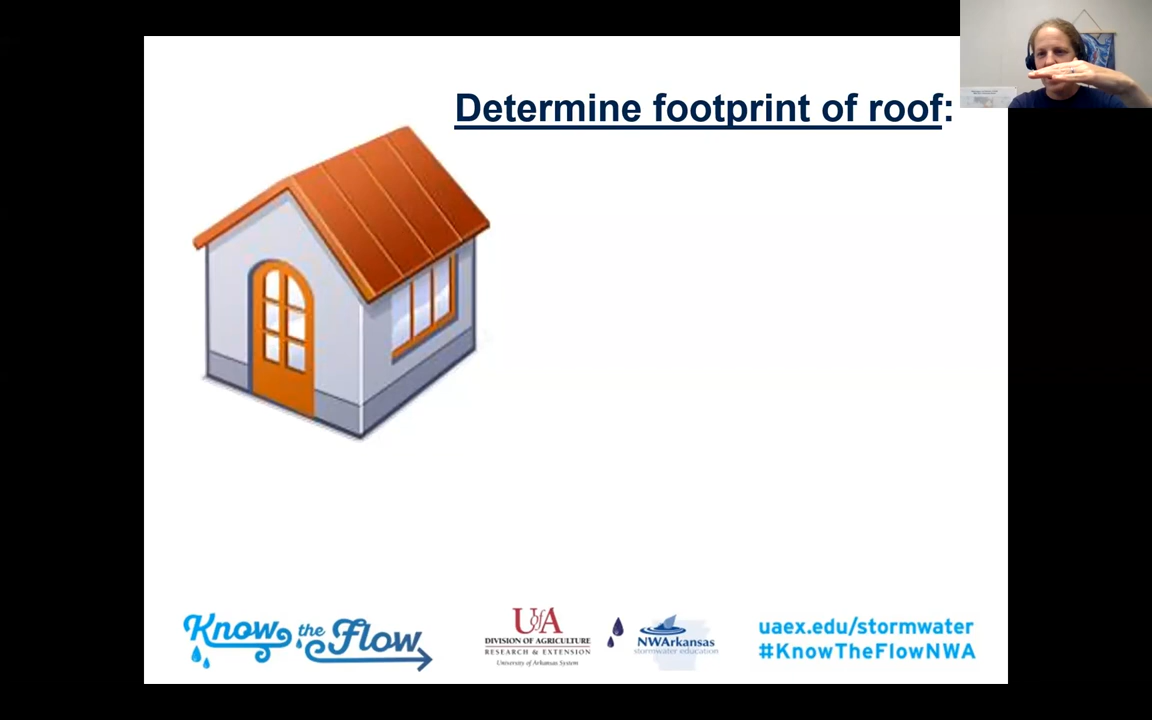 Determine footprint of roof:
Know the Flow
UofA
DIVISION OF AGRICULTURE
RESEARCH & EXTENSION
University of Arkansas System
NWArkansas
stormwater education
uaex.edu/stormwater
#KnowTheFlowNWA